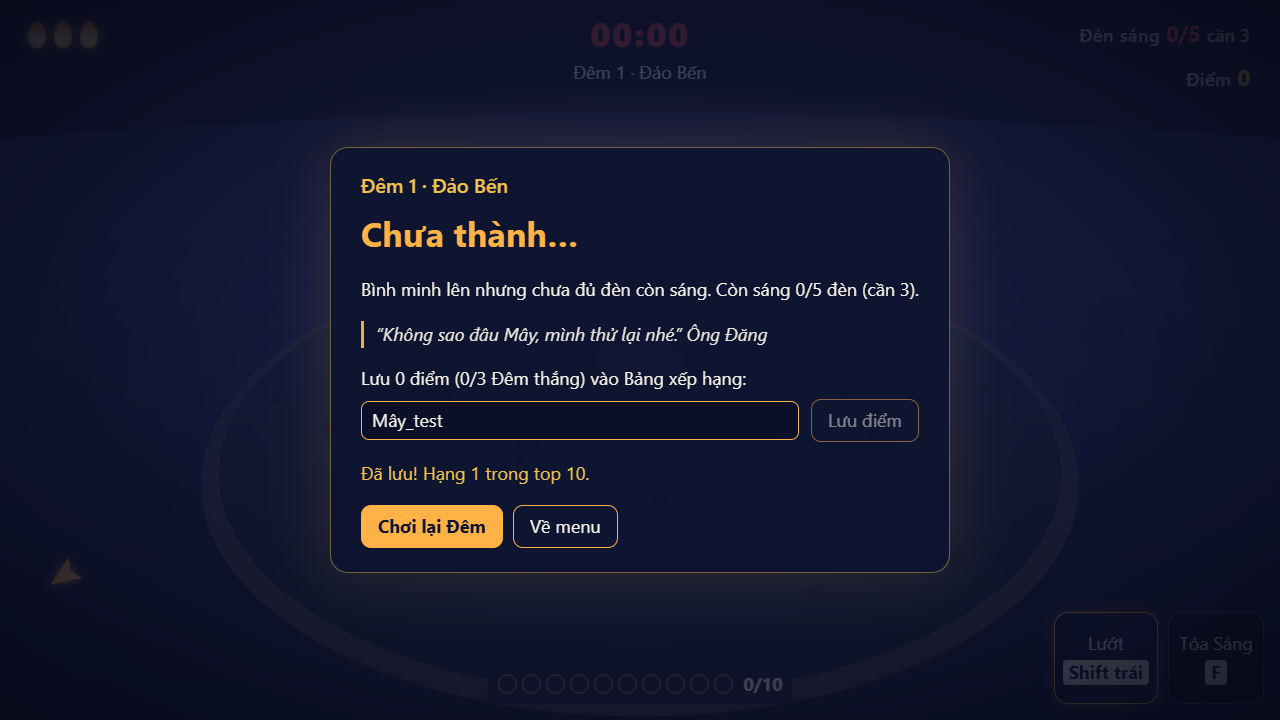 00:00
Đêm 1 · Đảo Bến
Đèn sáng 0/5 cần 3
Điểm 0
Đêm 1 · Đảo Bến
Chưa thành...
Bình minh lên nhưng chưa đủ đèn còn sáng. Còn sáng 0/5 đèn (cần 3).
“Không sao đâu Mây, mình thử lại nhé.” Ông Đăng
Lưu 0 điểm (0/3 Đêm thắng) vào Bảng xếp hạng:
Mây_test
Lưu điểm
Đã lưu! Hạng 1 trong top 10.
Chơi lại Đêm
Về menu
Lướt
Shift trái
Tỏa Sáng
F
0/10